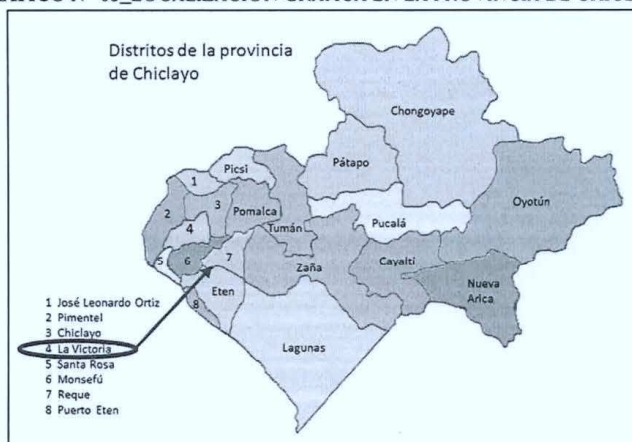 Distritos de la provincia
de Chiclayo
Chongoyape
Picsi
Pátapo
1
Oyotún
2
3
Pomalca
Pucalá
4
Tumán
5
6
7
Zaña
Cayaltí
Eten
Nueva
Arica
8
Lagunas
1 José Leonardo Ortiz
2 Pimentel
3 Chiclayo
4 La Victoria
5 Santa Rosa
6 Monsefú
7 Reque
8 Puerto Eten